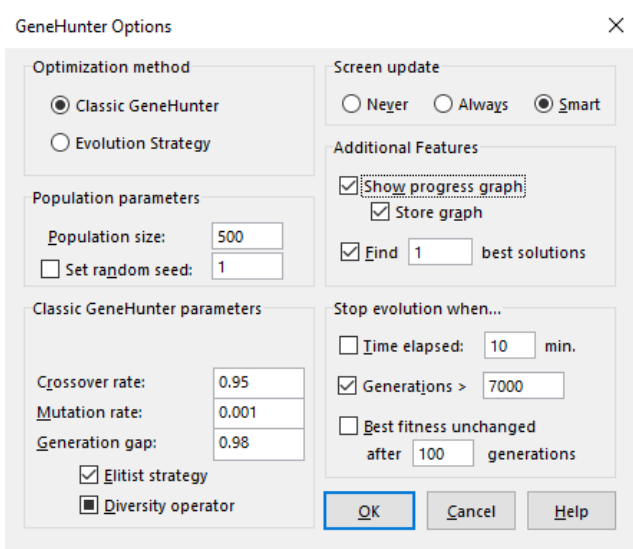 GeneHunter Options
Optimization method
Classic GeneHunter
Evolution Strategy
Population parameters
Population size: 500
Set random seed: 1
Classic GeneHunter parameters
Crossover rate: 0.95
Mutation rate: 0.001
Generation gap: 0.98
Elitist strategy
Diversity operator
Screen update
Never Always Smart
Additional Features
Show progress graph
Store graph
Find 1 best solutions
Stop evolution when...
Time elapsed: 10 min.
Generations > 7000
Best fitness unchanged
after 100 generations
OK Cancel Help